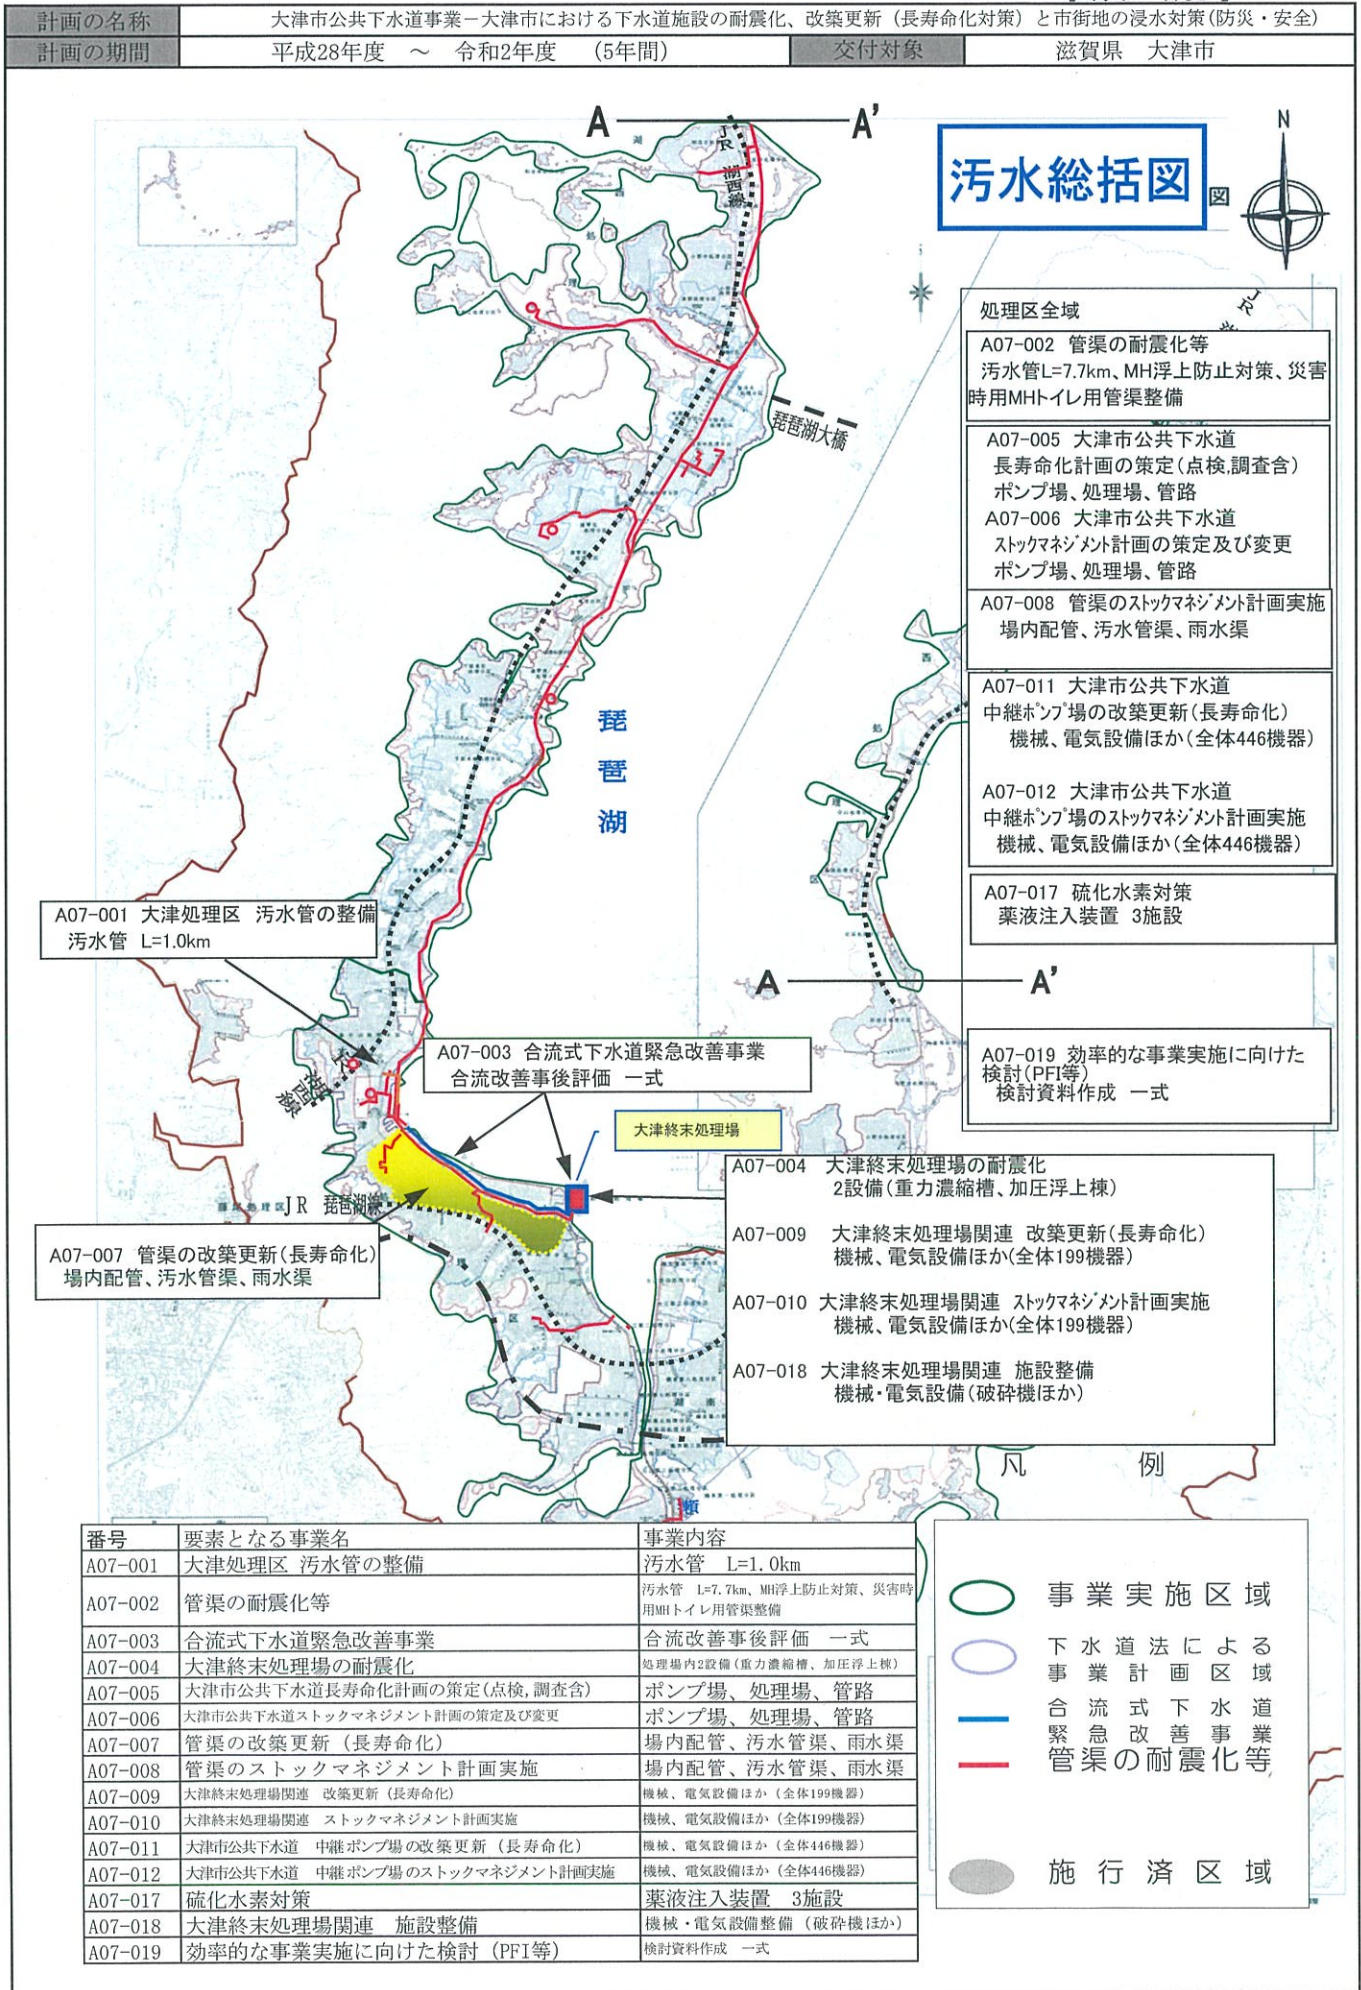 計画の名称 大津市公共下水道事業－大津市における下水道施設の耐震化、改築更新（長寿命化対策）と市街地の浸水対策(防災・安全)
計画の期間 平成28年度 ～ 令和2年度 （5年間） 交付対象 滋賀県 大津市
A A'
N
汚水総括図
図
JR 湖西線
JR
処理区全域
A07-002 管渠の耐震化等
汚水管L=7.7km、MH浮上防止対策、災害
時用MHトイレ用管渠整備
琵琶湖大橋
A07-005 大津市公共下水道
長寿命化計画の策定(点検,調査含)
ポンプ場、処理場、管路
A07-006 大津市公共下水道
ストックマネジメント計画の策定及び変更
ポンプ場、処理場、管路
A07-008 管渠のストックマネジメント計画実施
場内配管、汚水管渠、雨水渠
A07-011 大津市公共下水道
中継ポンプ場の改築更新(長寿命化)
機械、電気設備ほか(全体446機器)
A07-012 大津市公共下水道
中継ポンプ場のストックマネジメント計画実施
機械、電気設備ほか(全体446機器)
琵琶湖
A07-017 硫化水素対策
薬液注入装置 3施設
A07-001 大津処理区 汚水管の整備
汚水管 L=1.0km
A A'
A07-019 効率的な事業実施に向けた
検討(PFI等)
検討資料作成 一式
A07-003 合流式下水道緊急改善事業
合流改善事後評価 一式
湖西線
大津終末処理場
A07-004 大津終末処理場の耐震化
2設備(重力濃縮槽、加圧浮上棟)
A07-009 大津終末処理場関連 改築更新(長寿命化)
機械、電気設備ほか(全体199機器)
A07-010 大津終末処理場関連 ストックマネジメント計画実施
機械、電気設備ほか(全体199機器)
A07-018 大津終末処理場関連 施設整備
機械・電気設備(破砕機ほか)
JR 琵琶湖線
A07-007 管渠の改築更新(長寿命化)
場内配管、汚水管渠、雨水渠
凡 例
番号 要素となる事業名 事業内容
A07-001 大津処理区 汚水管の整備 汚水管 L=1.0km
A07-002 管渠の耐震化等 汚水管 L=7.7km、MH浮上防止対策、災害時
用MHトイレ用管渠整備
A07-003 合流式下水道緊急改善事業 合流改善事後評価 一式
A07-004 大津終末処理場の耐震化 処理場内2設備(重力濃縮槽、加圧浮上棟)
A07-005 大津市公共下水道長寿命化計画の策定(点検,調査含) ポンプ場、処理場、管路
A07-006 大津市公共下水道ストックマネジメント計画の策定及び変更 ポンプ場、処理場、管路
A07-007 管渠の改築更新（長寿命化） 場内配管、汚水管渠、雨水渠
A07-008 管渠のストックマネジメント計画実施 場内配管、汚水管渠、雨水渠
A07-009 大津終末処理場関連 改築更新（長寿命化） 機械、電気設備ほか（全体199機器）
A07-010 大津終末処理場関連 ストックマネジメント計画実施 機械、電気設備ほか（全体199機器）
A07-011 大津市公共下水道 中継ポンプ場の改築更新（長寿命化） 機械、電気設備ほか（全体446機器）
A07-012 大津市公共下水道 中継ポンプ場のストックマネジメント計画実施 機械、電気設備ほか（全体446機器）
A07-017 硫化水素対策 薬液注入装置 3施設
A07-018 大津終末処理場関連 施設整備 機械・電気設備整備（破砕機ほか）
A07-019 効率的な事業実施に向けた検討（PFI等） 検討資料作成 一式
事業実施区域
下水道法による
事業計画区域
合流式下水道
緊急改善事業
管渠の耐震化等
施行済区域